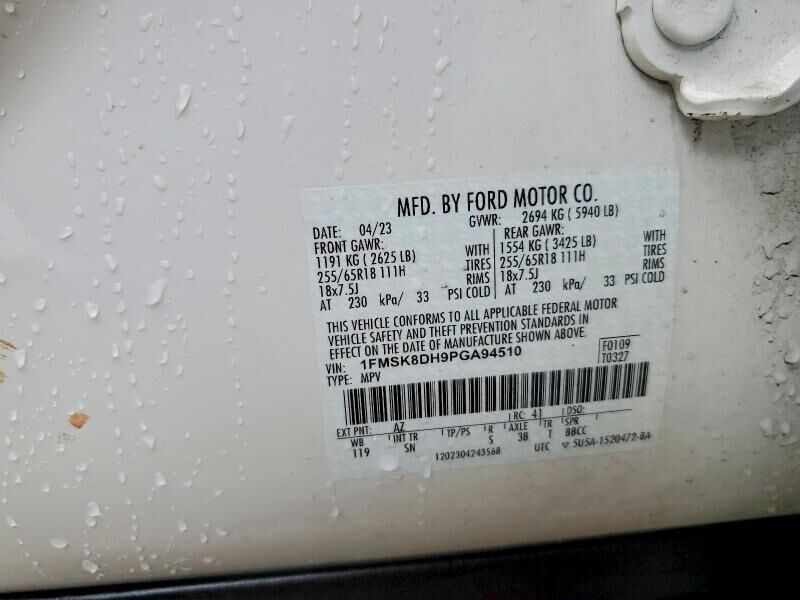 MFD. BY FORD MOTOR CO.
DATE: 04/23 GVWR: 2694 KG ( 5940 LB)
FRONT GAWR: REAR GAWR:
1191 KG ( 2625 LB) WITH 1554 KG ( 3425 LB) WITH
255/65R18 111H TIRES 255/65R18 111H TIRES
18x7.5J RIMS 18x7.5J RIMS
AT 230 kPa/ 33 PSI COLD AT 230 kPa/ 33 PSI COLD
THIS VEHICLE CONFORMS TO ALL APPLICABLE FEDERAL MOTOR
VEHICLE SAFETY AND THEFT PREVENTION STANDARDS IN
EFFECT ON THE DATE OF MANUFACTURE SHOWN ABOVE.
VIN: 1FMSK8DH9PGA94510 F0109
TYPE: MPV T0327
EXT PNT: AZ RC: 41 DSO:
WB INT TR TP/PS R AXLE TR SPR
119 SN S 3B T BBCC
1202304243568 UTC ▽ 5U5A-1520472-BA